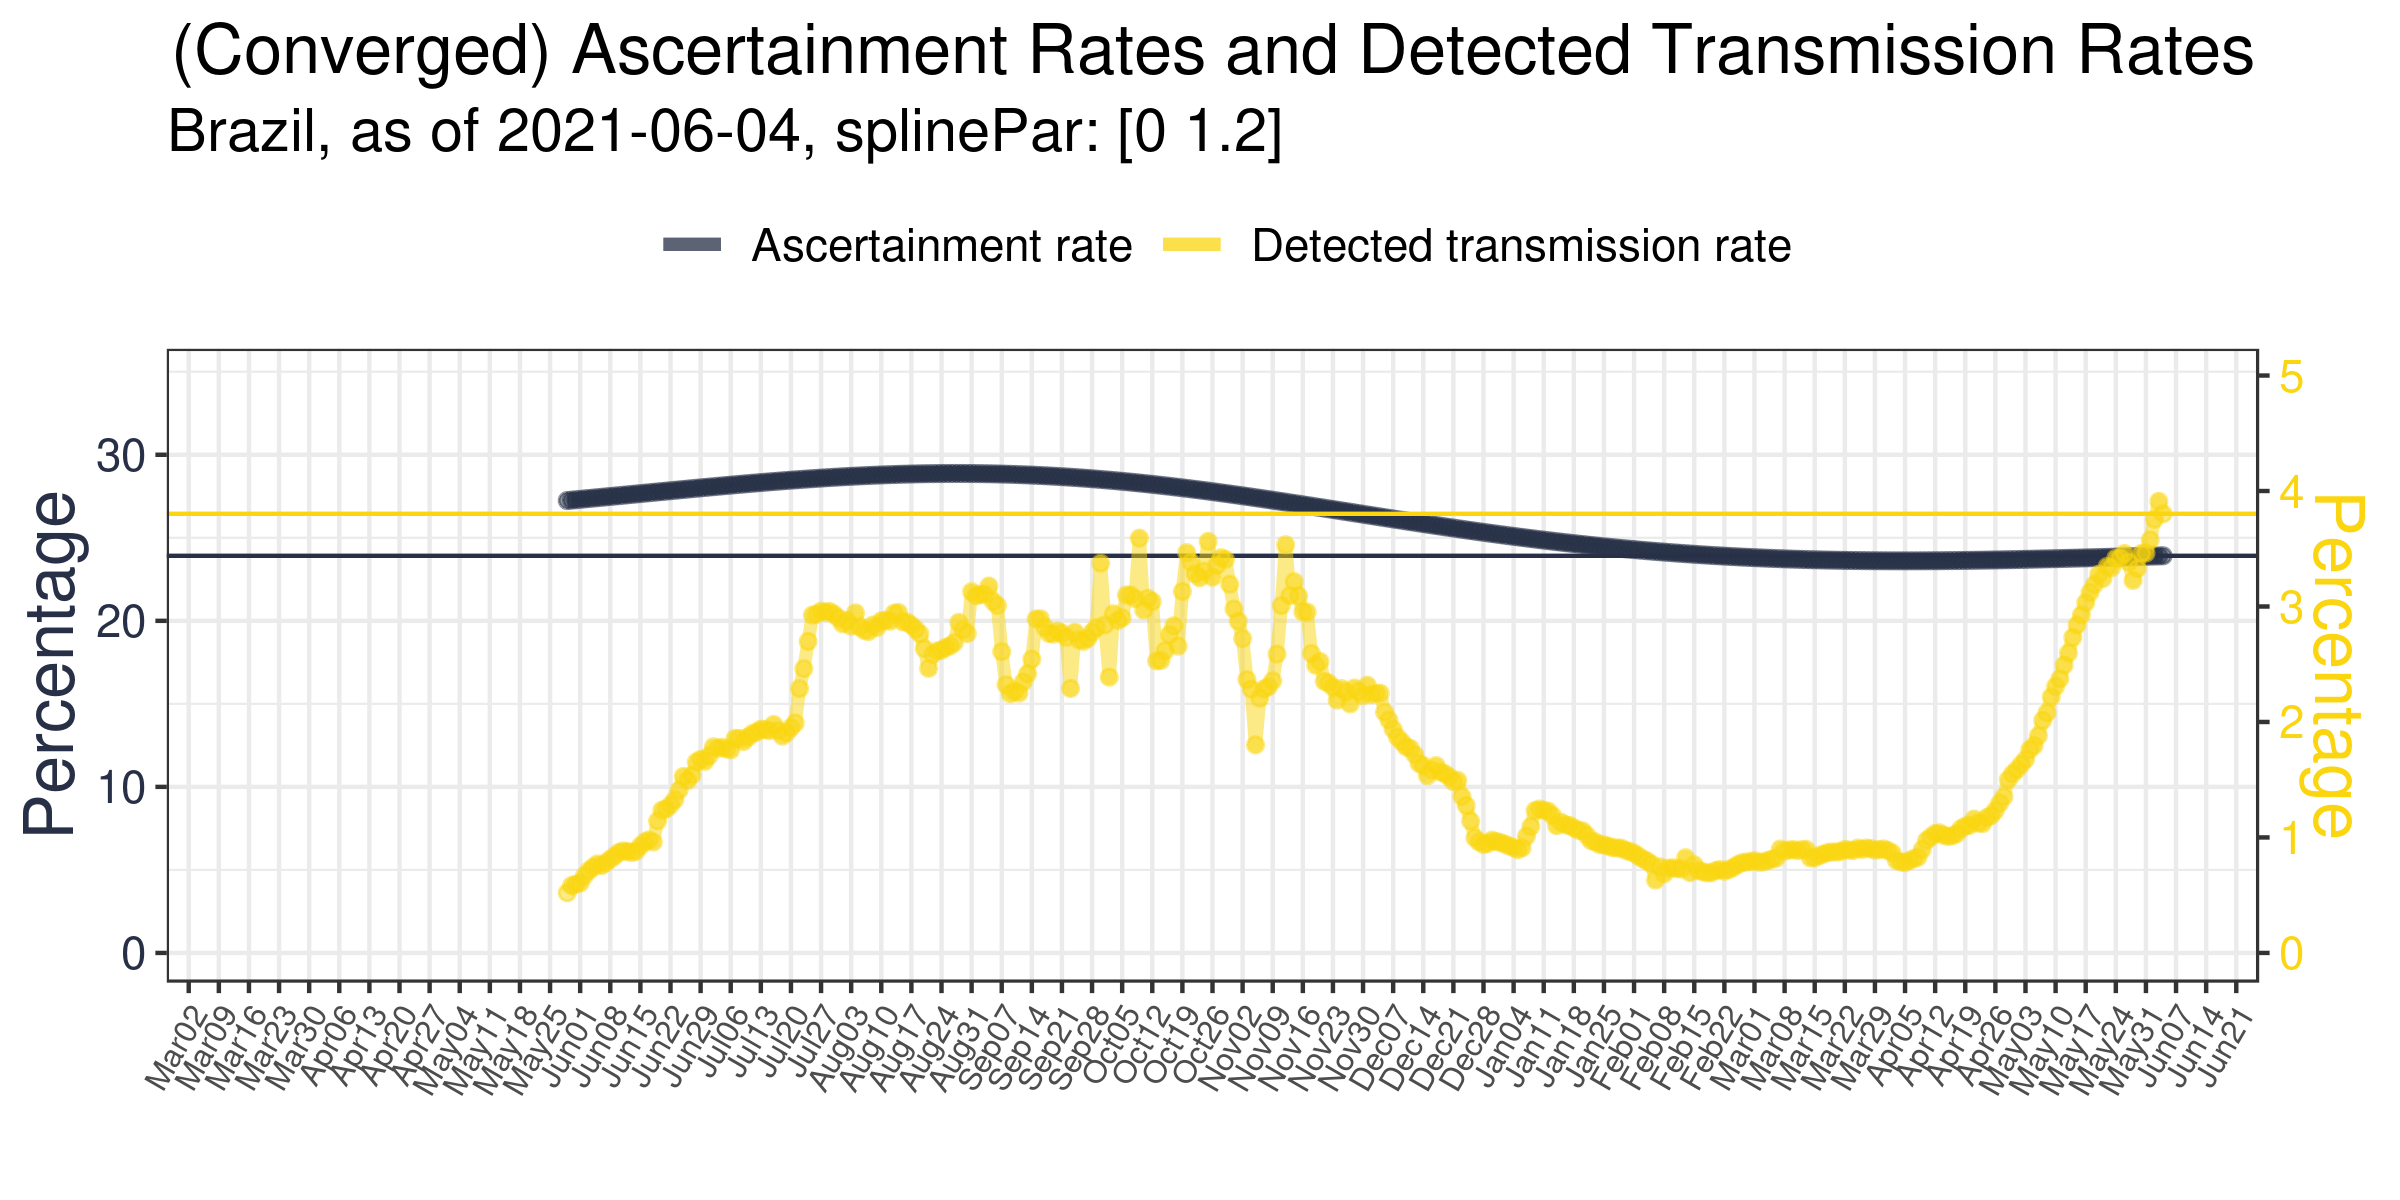 (Converged) Ascertainment Rates and Detected Transmission Rates
Brazil, as of 2021-06-04, splinePar: [0 1.2]
Ascertainment rate Detected transmission rate
Percentage
30
20
10
0
5
4
3
2
1
0
Percentage
Mar02 Mar09 Mar16 Mar23 Mar30 Apr06 Apr13 Apr20 Apr27 May04 May11 May18 May25 Jun01 Jun08 Jun15 Jun22 Jun29 Jul06 Jul13 Jul20 Jul27 Aug03 Aug10 Aug17 Aug24 Aug31 Sep07 Sep14 Sep21 Sep28 Oct05 Oct12 Oct19 Oct26 Nov02 Nov09 Nov16 Nov23 Nov30 Dec07 Dec14 Dec21 Dec28 Jan04 Jan11 Jan18 Jan25 Feb01 Feb08 Feb15 Feb22 Mar01 Mar08 Mar15 Mar22 Mar29 Apr05 Apr12 Apr19 Apr26 May03 May10 May17 May24 May31 Jun07 Jun14 Jun21